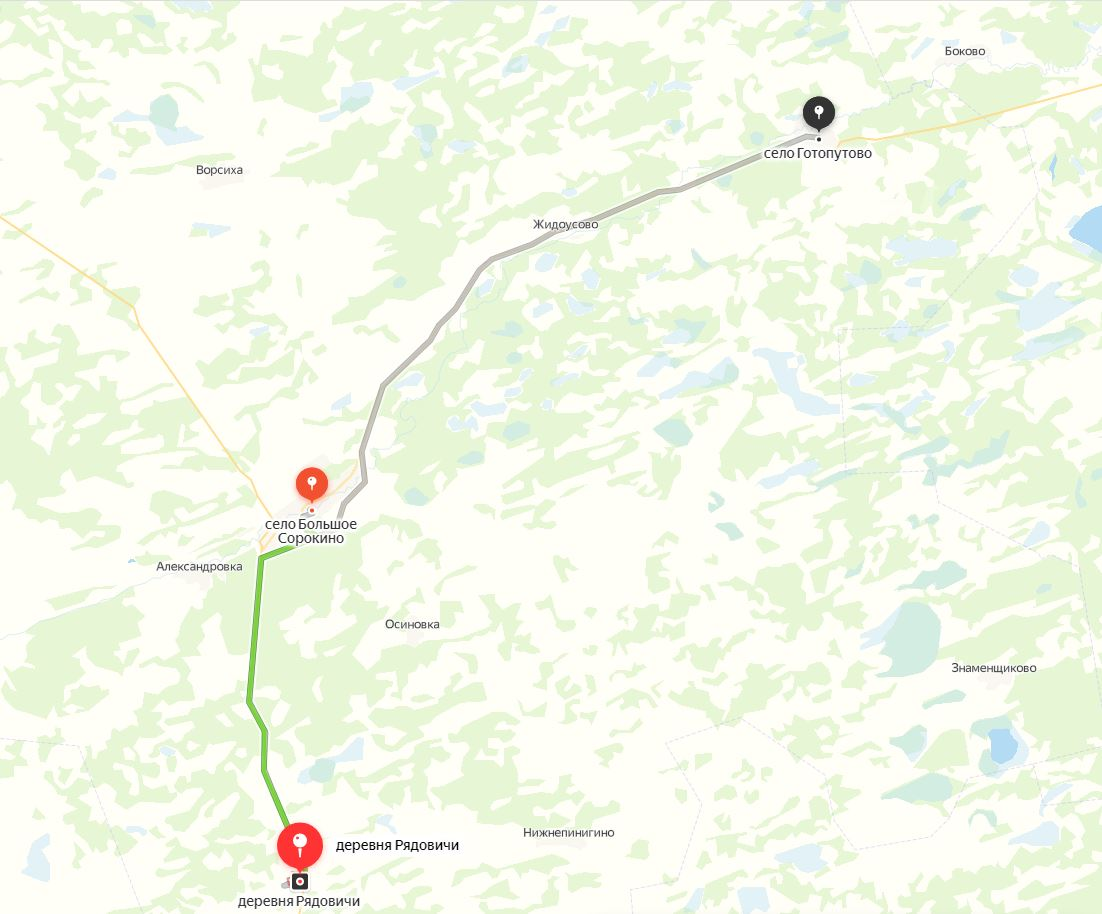 Боково
село Готопутово
Ворсиха
Жидоусово
село Большое
Сорокино
Александровка
Осиновка
Знаменщиково
Нижнепинигино
деревня Рядовичи
деревня Рядовичи